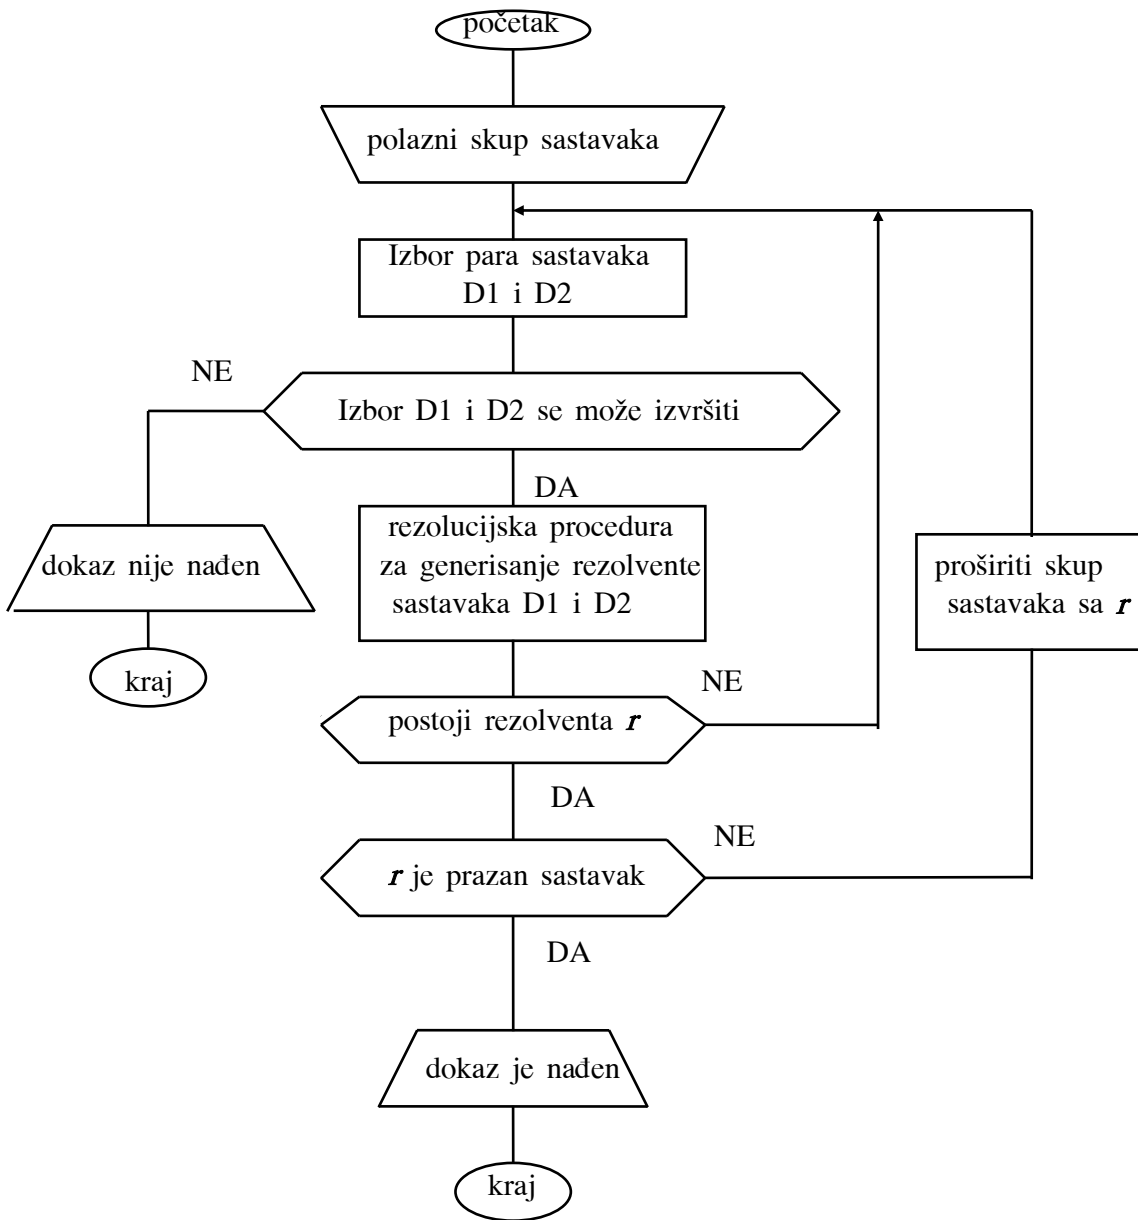 početak
polazni skup sastavaka
Izbor para sastavaka
D1 i D2
NE
Izbor D1 i D2 se može izvršiti
DA
rezolucijska procedura
za generisanje rezolvente
sastavaka D1 i D2
dokaz nije nađen
proširiti skup
sastavaka sa r
kraj
NE
postoji rezolventa r
DA
NE
r je prazan sastavak
DA
dokaz je nađen
kraj